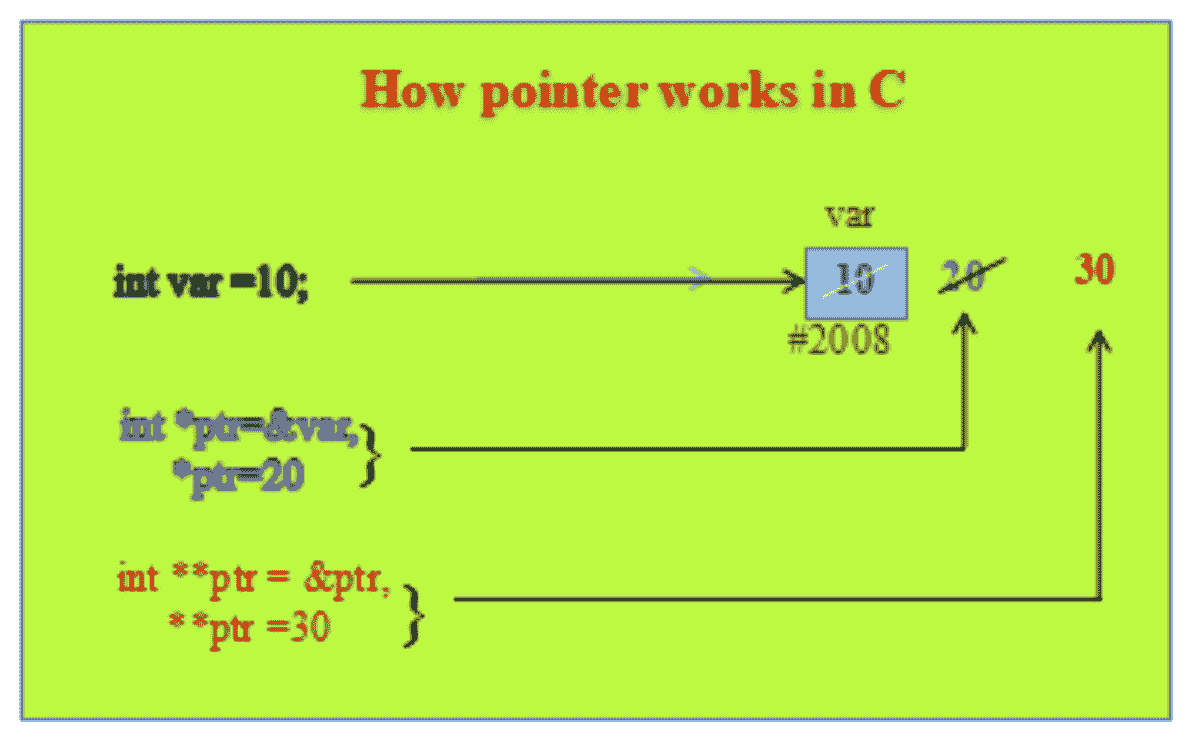 How pointer works in C
var
int var =10;
10 20 30
#2008
int *ptr=&var,
*ptr=20
}
int **ptr = &ptr,
**ptr =30
}